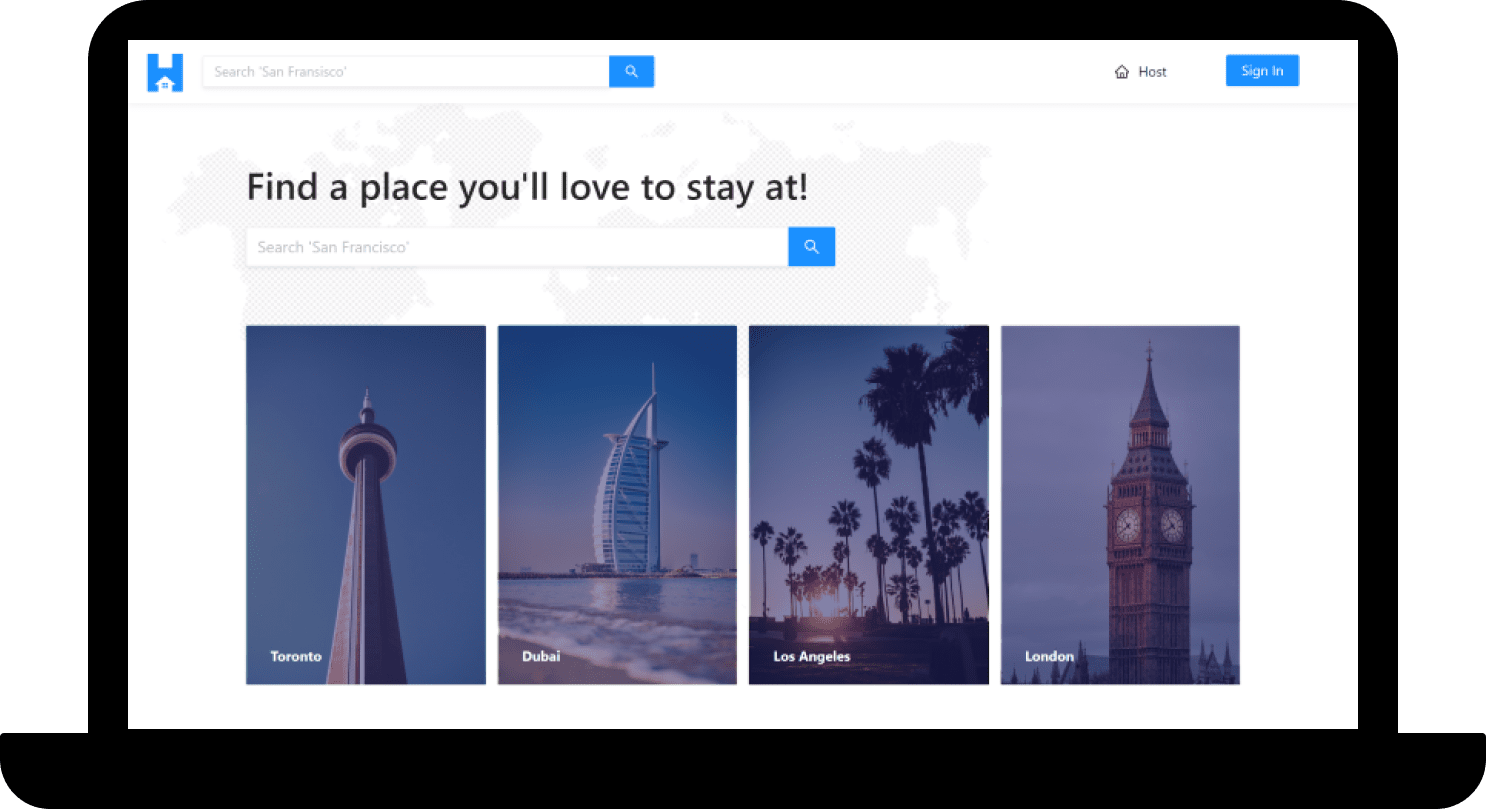 Search 'San Fransisco'
Host
Sign In
Find a place you'll love to stay at!
Search 'San Francisco'
Toronto
Dubai
Los Angeles
London